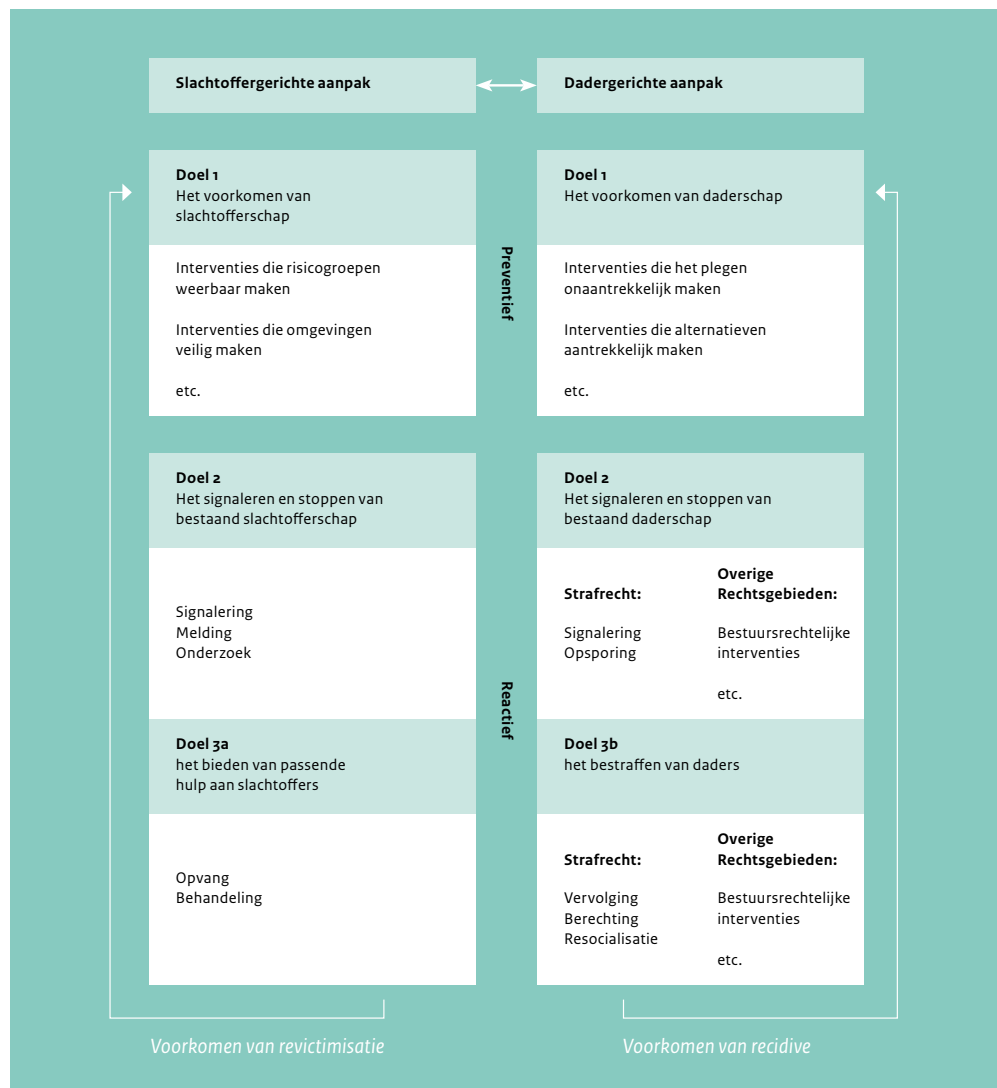 Slachtoffergerichte aanpak
Dadergerichte aanpak
Doel 1
Het voorkomen van
slachtofferschap
Interventies die risicogroepen
weerbaar maken
Interventies die omgevingen
veilig maken
etc.
Preventief
Doel 1
Het voorkomen van daderschap
Interventies die het plegen
onaantrekkelijk maken
Interventies die alternatieven
aantrekkelijk maken
etc.
Doel 2
Het signaleren en stoppen van
bestaand slachtofferschap
Signalering
Melding
Onderzoek
Doel 2
Het signaleren en stoppen van
bestaand daderschap
Strafrecht:
Signalering
Opsporing
Overige
Rechtsgebieden:
Bestuursrechtelijke
interventies
etc.
Reactief
Doel 3a
het bieden van passende
hulp aan slachtoffers
Opvang
Behandeling
Doel 3b
het bestraffen van daders
Strafrecht:
Vervolging
Berechting
Resocialisatie
Overige
Rechtsgebieden:
Bestuursrechtelijke
interventies
etc.
Voorkomen van revictimisatie
Voorkomen van recidive